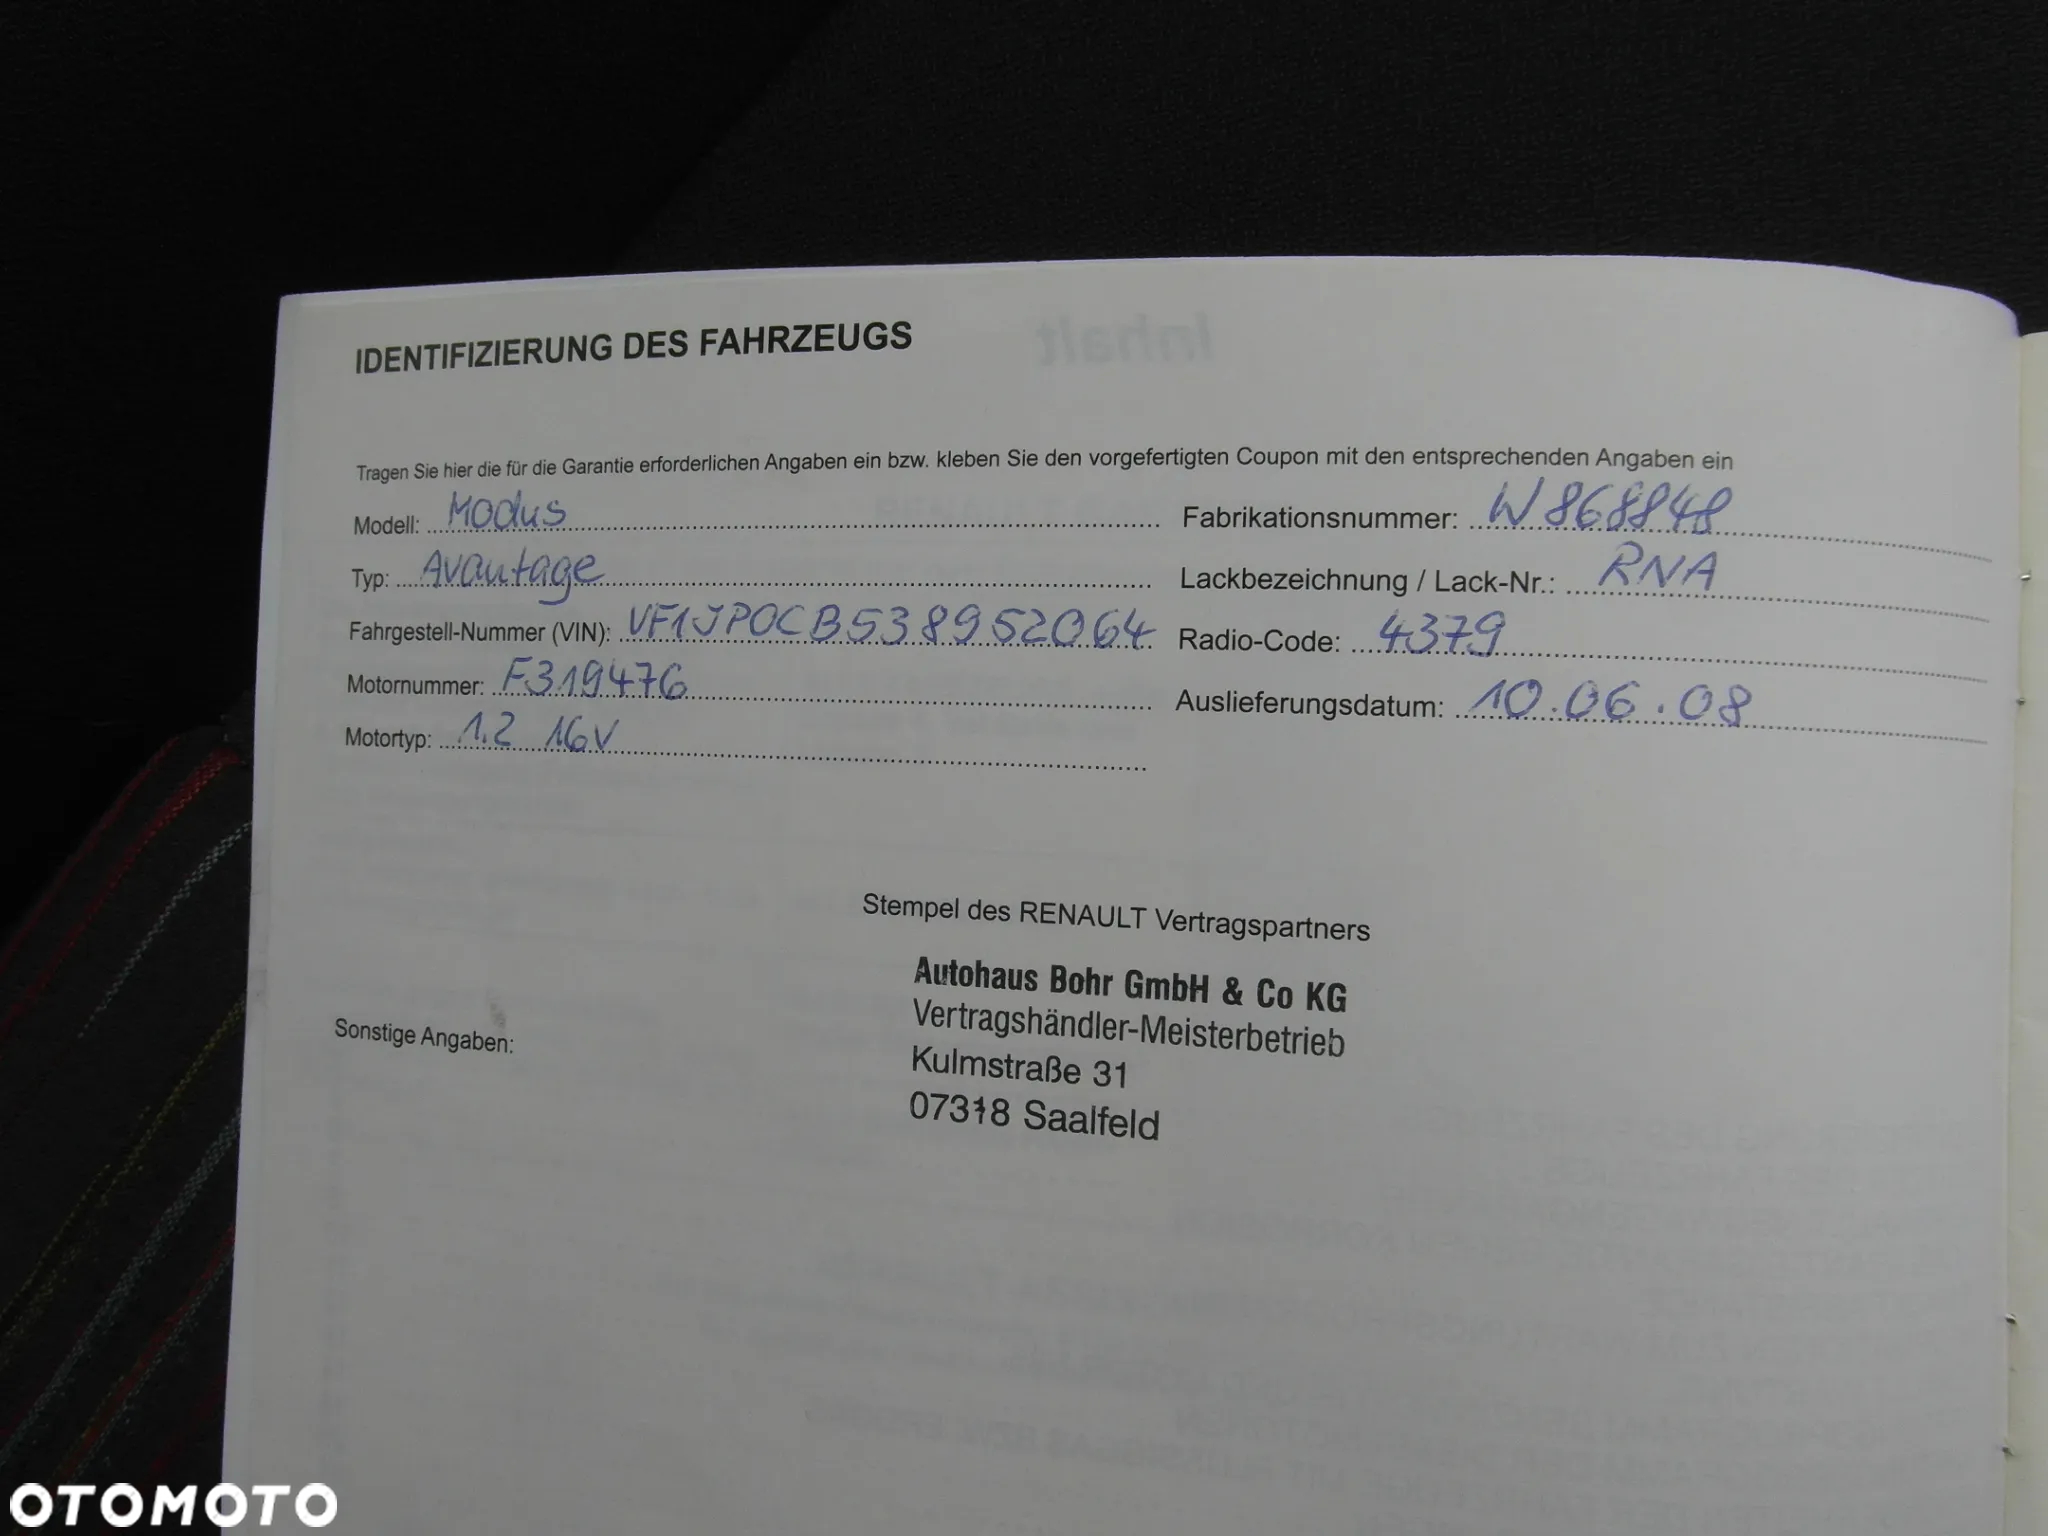 IDENTIFIZIERUNG DES FAHRZEUGS
Tragen Sie hier die für die Garantie erforderlichen Angaben ein bzw. kleben Sie den vorgefertigten Coupon mit den entsprechenden Angaben ein
Modell: Modus
Typ: Avantage
Fahrgestell-Nummer (VIN): VF1JP0CB538952064
Motornummer: F319476
Motortyp: 1.2 16V
Fabrikationsnummer: W868848
Lackbezeichnung / Lack-Nr.: RNA
Radio-Code: 4379
Auslieferungsdatum: 10.06.08
Stempel des RENAULT Vertragspartners
Autohaus Bohr GmbH & Co KG
Vertragshändler-Meisterbetrieb
Kulmstraße 31
07318 Saalfeld
Sonstige Angaben:
OTOMOTO